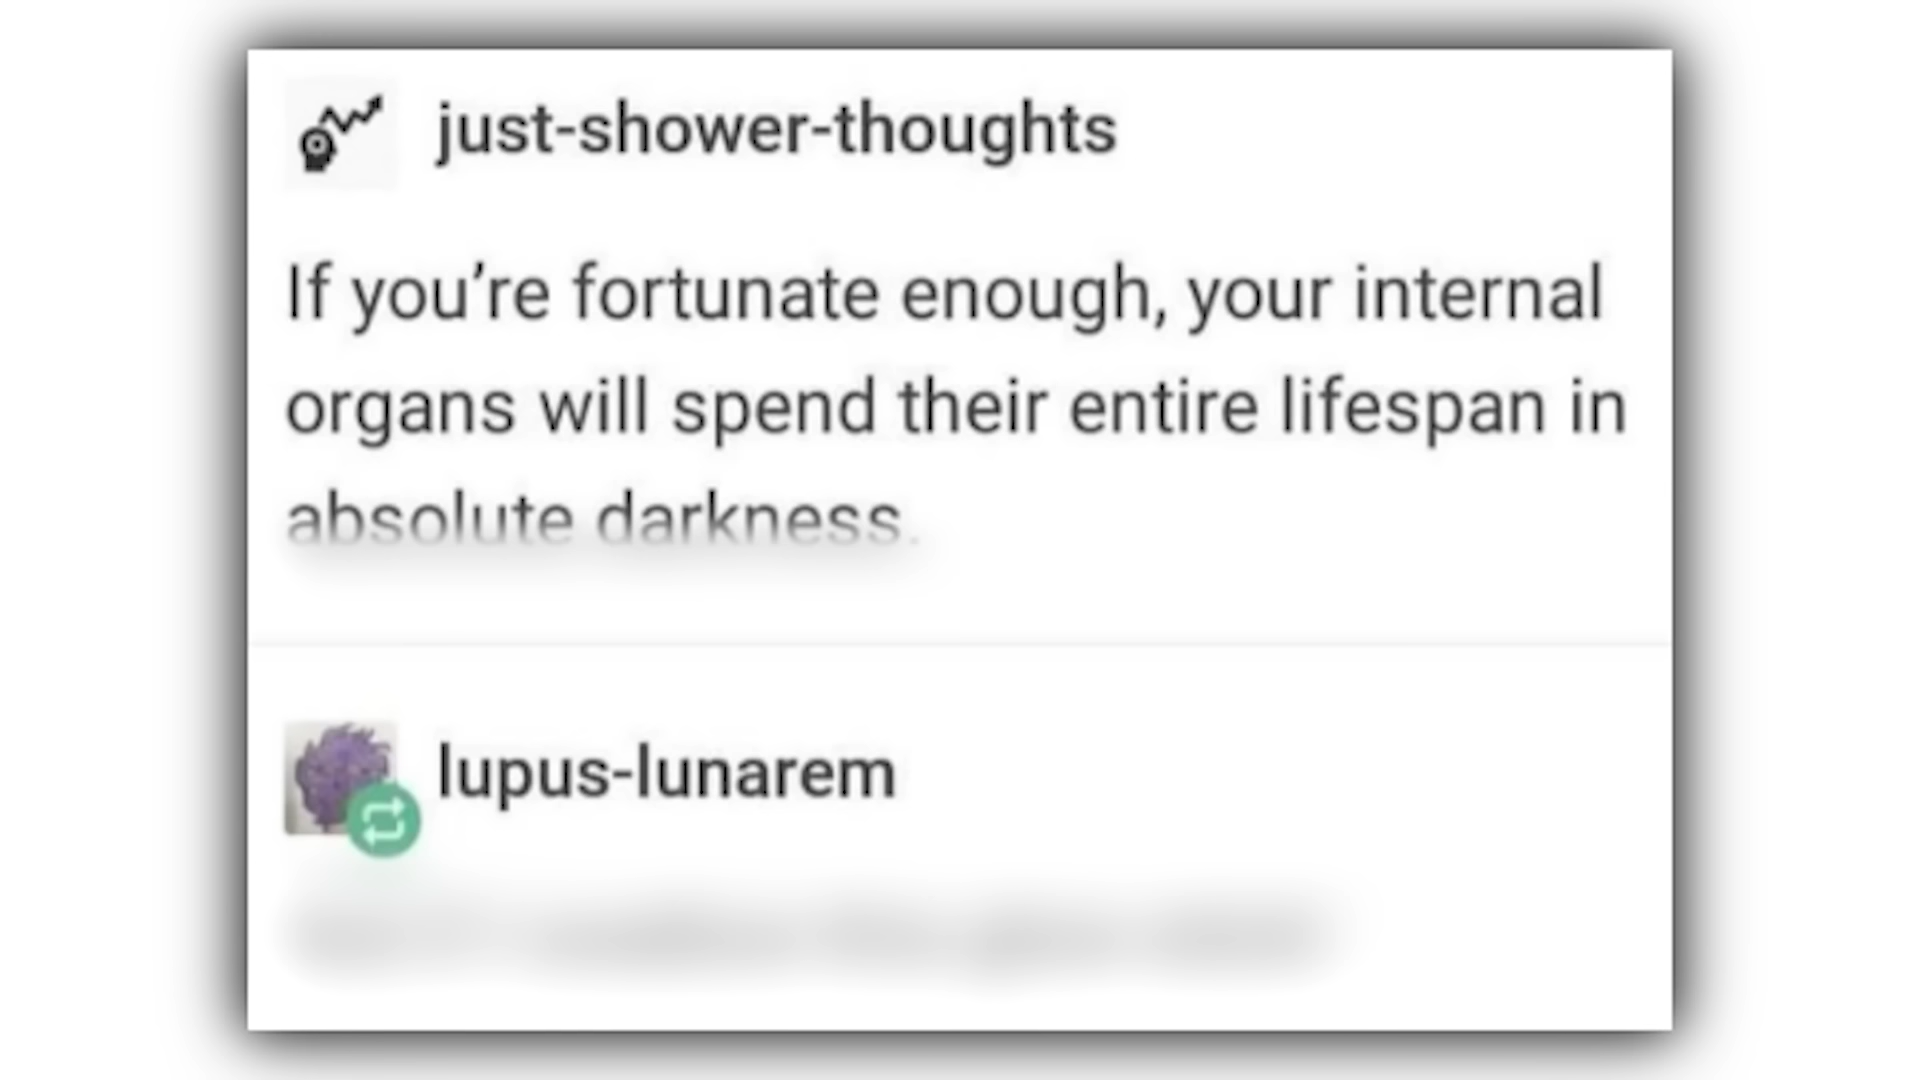 just-shower-thoughts
If you’re fortunate enough, your internal
organs will spend their entire lifespan in
absolute darkness.
lupus-lunarem